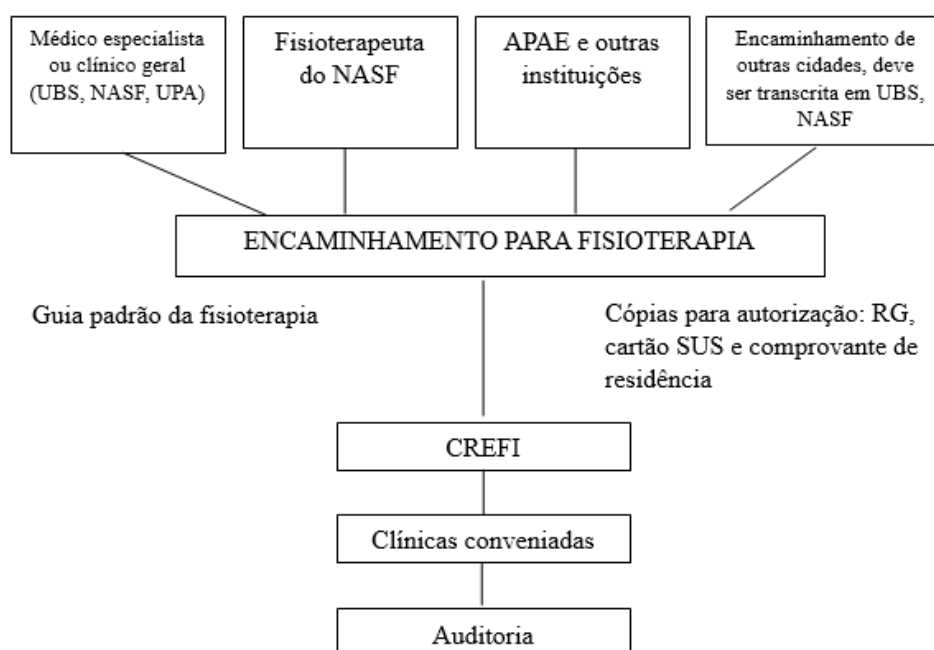 Médico especialista
ou clínico geral
(UBS, NASF, UPA)
Fisioterapeuta
do NASF
APAE e outras
instituições
Encaminhamento de
outras cidades, deve
ser transcrita em UBS,
NASF
ENCAMINHAMENTO PARA FISIOTERAPIA
Guia padrão da fisioterapia
Cópias para autorização: RG,
cartão SUS e comprovante de
residência
CREFI
Clínicas conveniadas
Auditoria